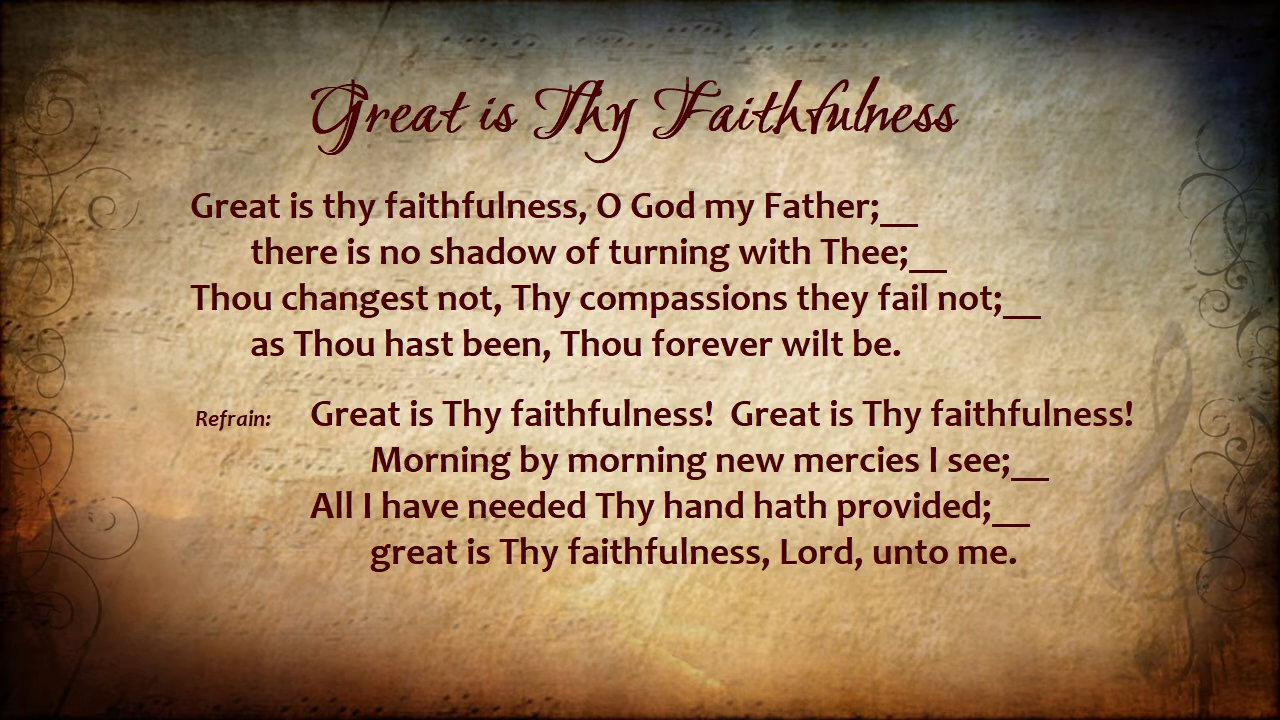 Great is Thy Faithfulness
Great is thy faithfulness, O God my Father;__
there is no shadow of turning with Thee;__
Thou changest not, Thy compassions they fail not;__
as Thou hast been, Thou forever wilt be.
Refrain: Great is Thy faithfulness!  Great is Thy faithfulness!
Morning by morning new mercies I see;__
All I have needed Thy hand hath provided;__
great is Thy faithfulness, Lord, unto me.